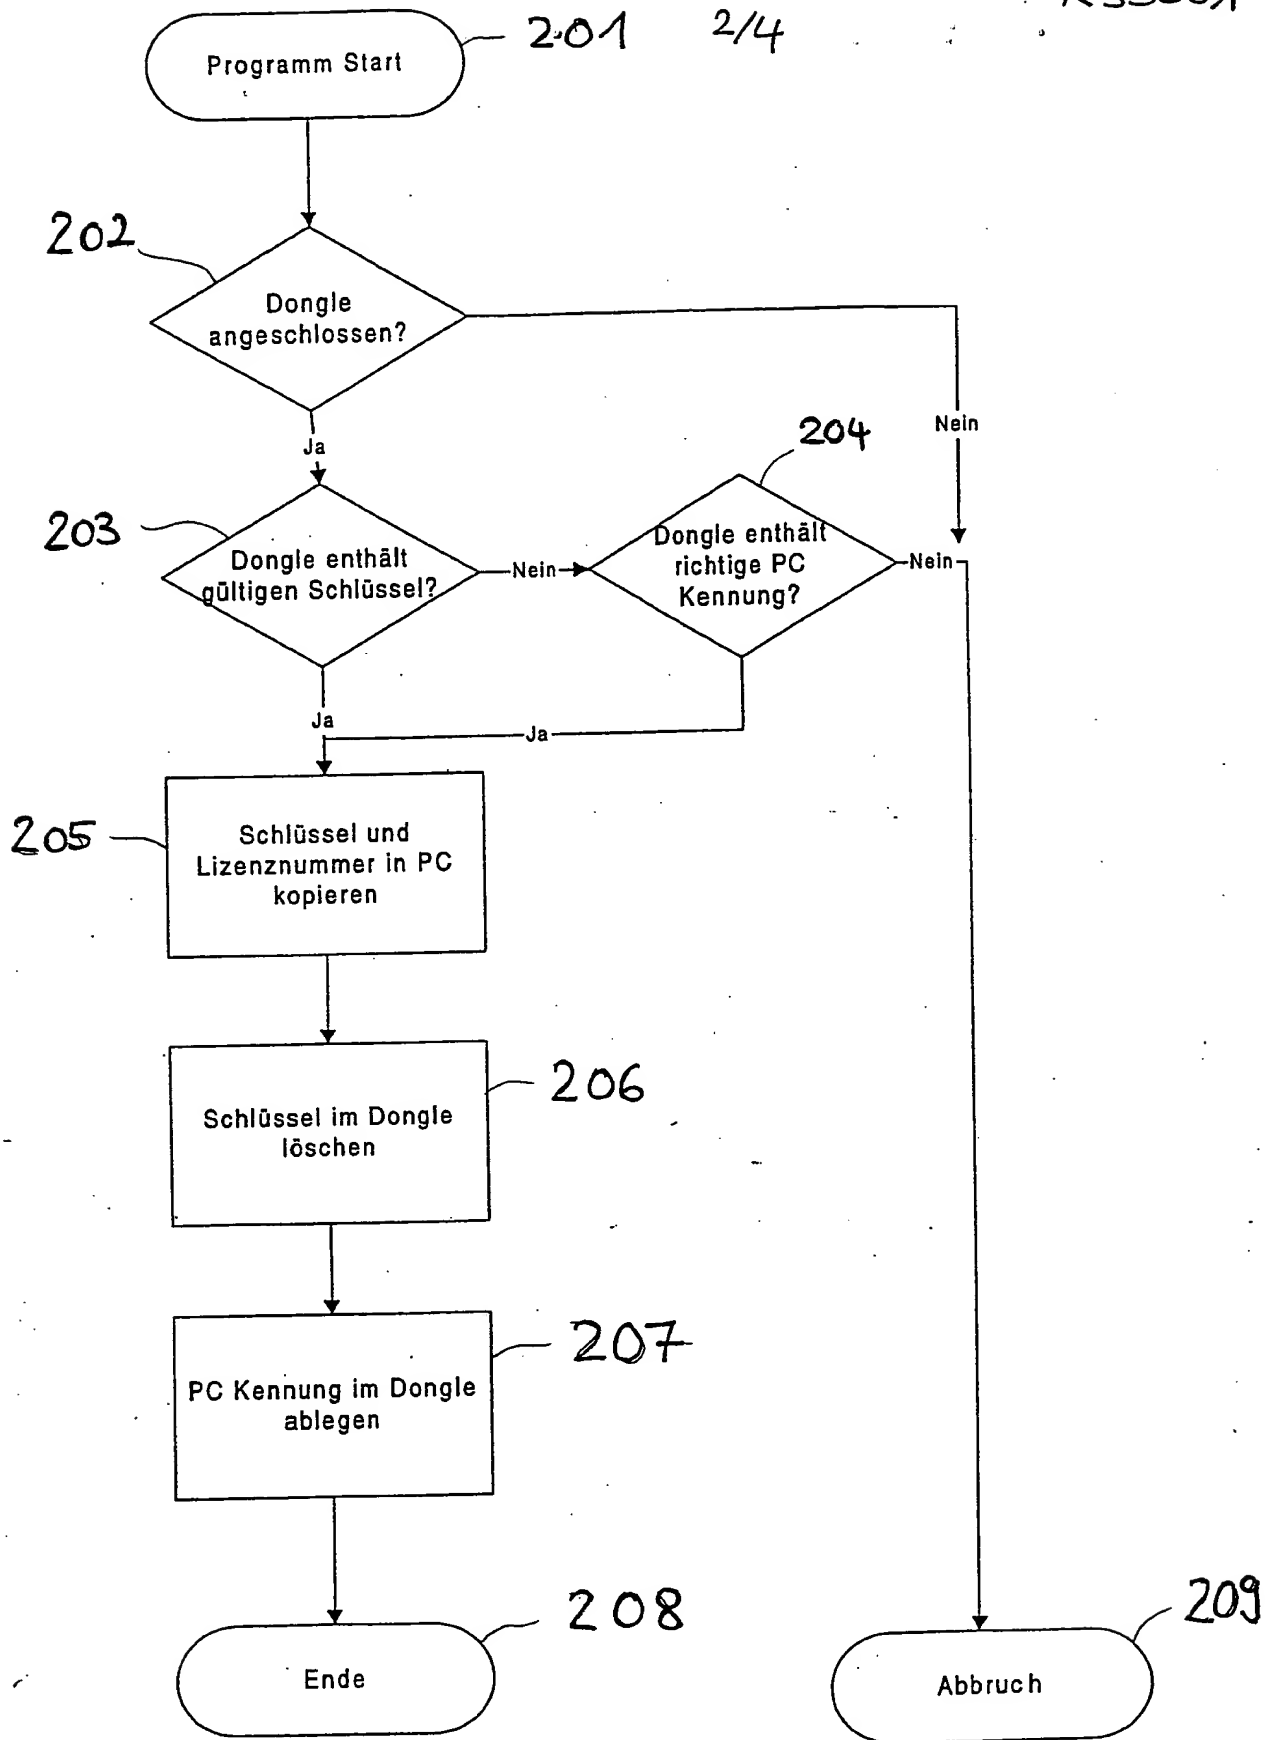 201
2/4
Programm Start
202
Dongle
angeschlossen?
Nein
Ja
204
203
Dongle enthält
gültigen Schlüssel?
Nein
Dongle enthält
richtige PC
Kennung?
Nein
Ja
Ja
205
Schlüssel und
Lizenznummer in PC
kopieren
206
Schlüssel im Dongle
löschen
207
PC Kennung im Dongle
ablegen
208
209
Ende
Abbruch